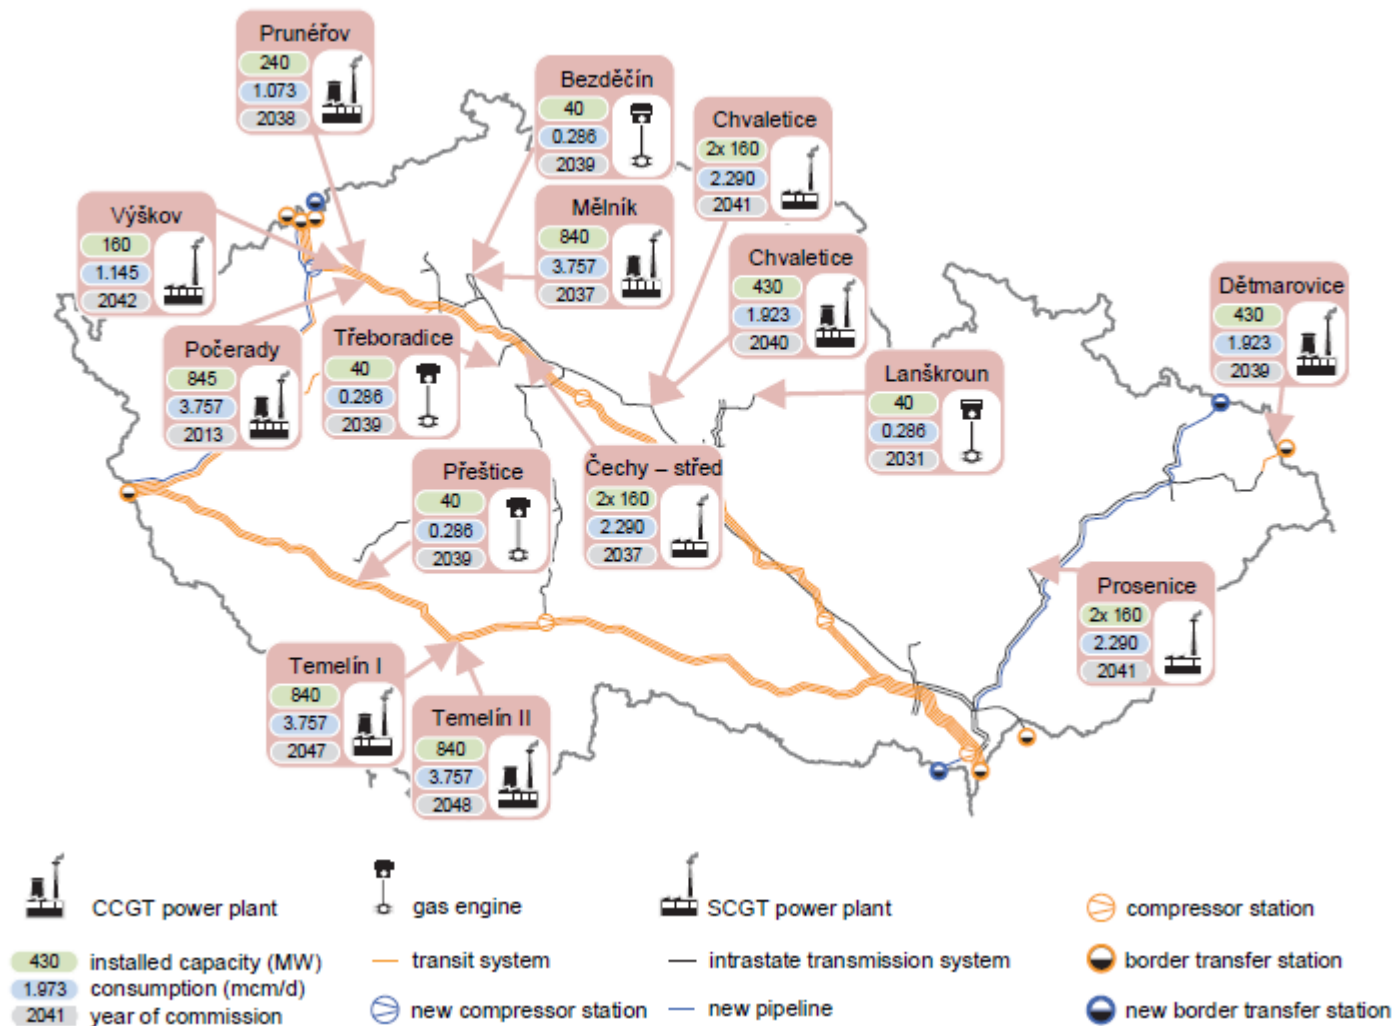 Prunéřov
240
1.073
2038
Bezděčín
40
0.286
2039
Chvaletice
2x 160
2.290
2041
Výškov
160
1.145
2042
Mělník
840
3.757
2037
Chvaletice
430
1.923
2040
Dětmarovice
430
1.923
2039
Počerady
845
3.757
2013
Třeboradice
40
0.286
2039
Lanškroun
40
0.286
2031
Přeštice
40
0.286
2039
Čechy – střed
2x 160
2.290
2037
Prosenice
2x 160
2.290
2041
Temelín I
840
3.757
2047
Temelín II
840
3.757
2048
CCGT power plant
gas engine
SCGT power plant
compressor station
430 installed capacity (MW)
transit system
intrastate transmission system
border transfer station
1.973 consumption (mcm/d)
2041 year of commission
new compressor station
new pipeline
new border transfer station